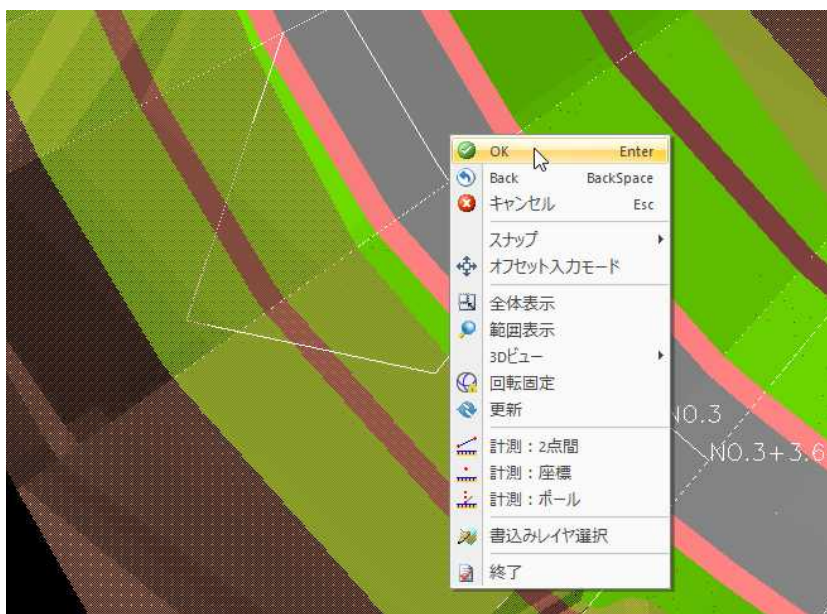 OK Enter
Back BackSpace
キャンセル Esc
スナップ
オフセット入力モード
全体表示
範囲表示
3Dビュー
回転固定
更新
計測：2点間
計測：座標
計測：ポール
書込みレイヤ選択
終了
NO.3
NO.3+3.6